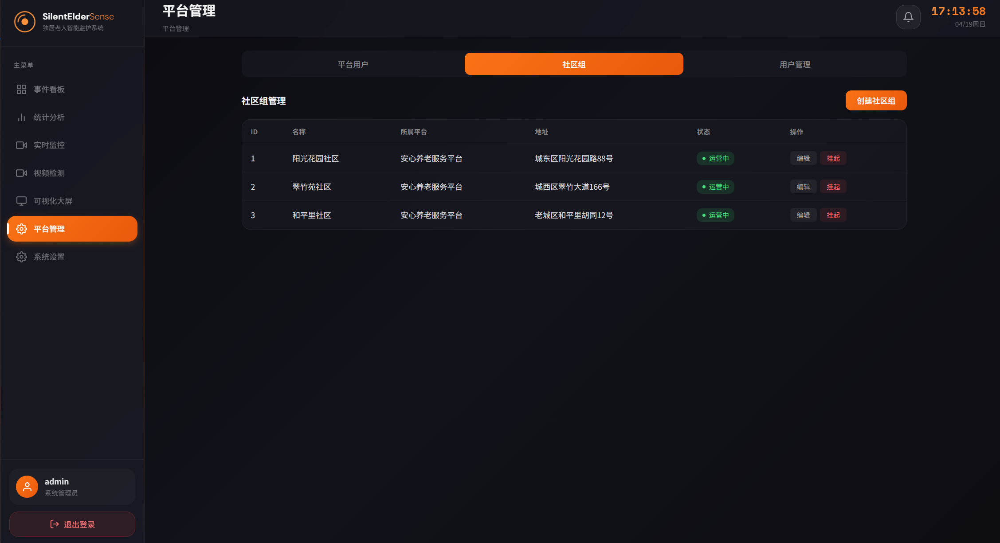 SilentElderSense
独居老人智能监护系统
主菜单
事件看板
统计分析
实时监控
视频检测
可视化大屏
平台管理
系统设置
admin
系统管理员
退出登录
平台管理
平台管理
17:13:58
04/19周日
平台用户 社区组 用户管理
社区组管理 创建社区组
ID 名称 所属平台 地址 状态 操作
1 阳光花园社区 安心养老服务平台 城东区阳光花园路88号 运营中 编辑 挂起
2 翠竹苑社区 安心养老服务平台 城西区翠竹大道166号 运营中 编辑 挂起
3 和平里社区 安心养老服务平台 老城区和平里胡同12号 运营中 编辑 挂起